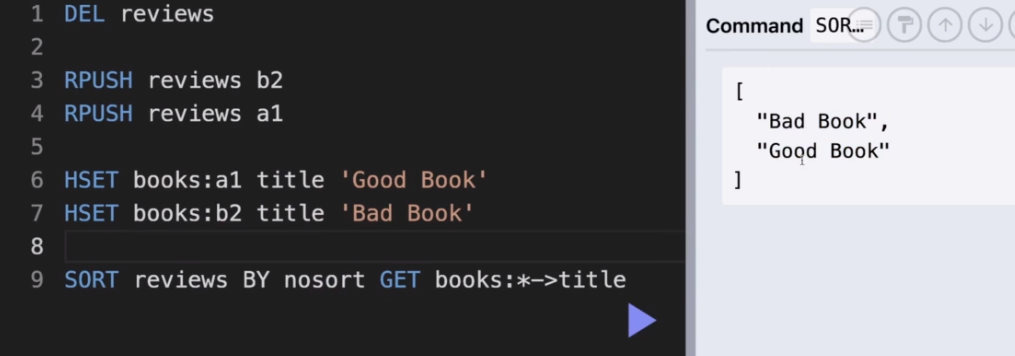 1 DEL reviews
2
3 RPUSH reviews b2
4 RPUSH reviews a1
5
6 HSET books:a1 title 'Good Book'
7 HSET books:b2 title 'Bad Book'
8
9 SORT reviews BY nosort GET books:*->title
Command SOR…
[
"Bad Book",
"Good Book"
]